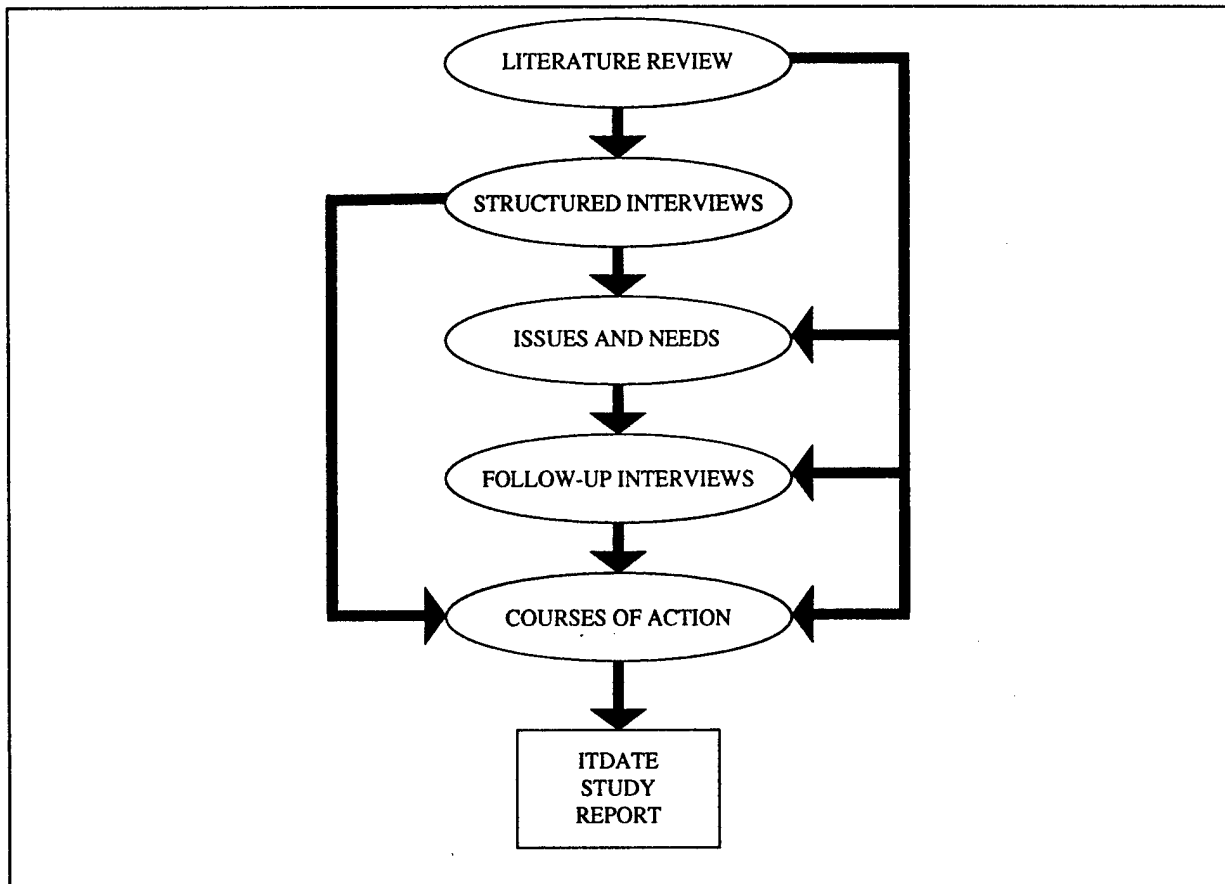 LITERATURE REVIEW
STRUCTURED INTERVIEWS
ISSUES AND NEEDS
FOLLOW-UP INTERVIEWS
COURSES OF ACTION
ITDATE
STUDY
REPORT